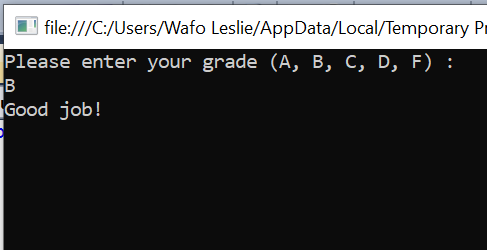 file:///C:/Users/Wafo Leslie/AppData/Local/Temporary Pr
Please enter your grade (A, B, C, D, F) :
B
Good job!